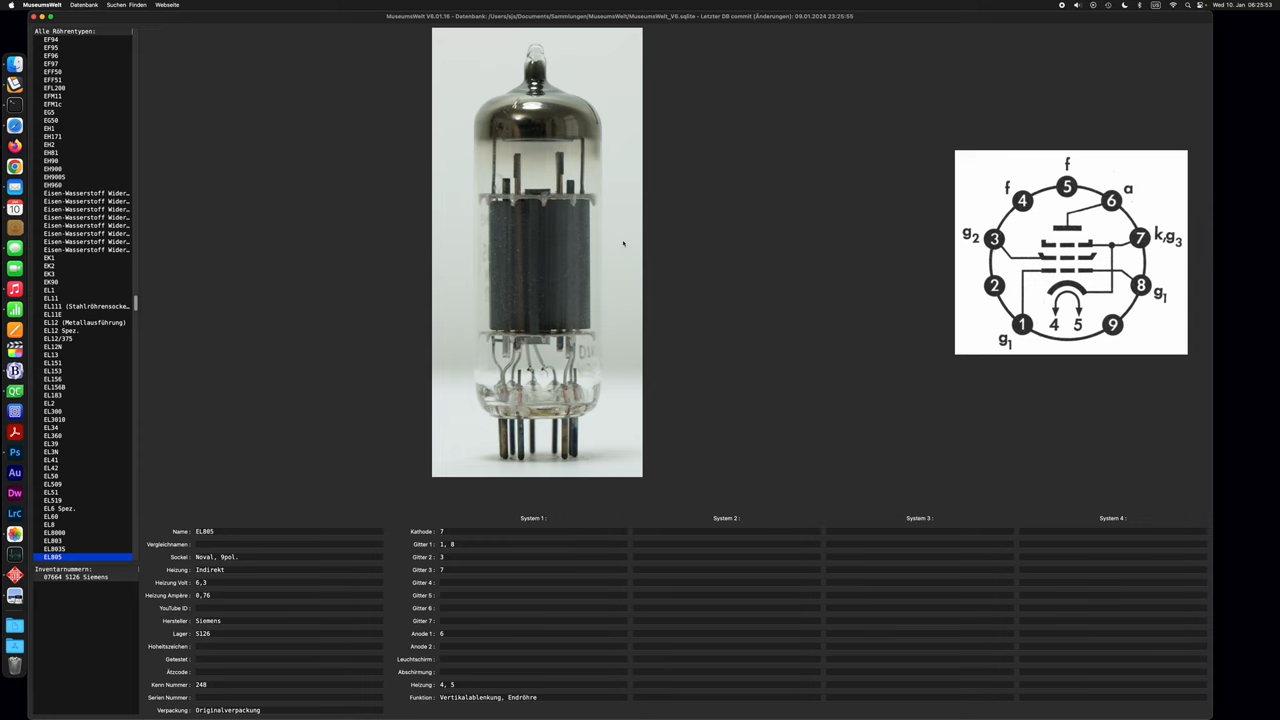 MuseumsWelt Datenbank Suchen Finden Webseite
US
Wed 10. Jan 06:25:53
MuseumsWelt V6.01.16 - Datenbank: /Users/sjs/Documents/Sammlungen/MuseumsWelt/MuseumsWelt_V6.sqlite - Letzter DB commit (Änderungen): 09.01.2024 23:25:55
Alle Röhrentypen:
EF94
EF95
EF96
EF97
EFF50
EFF51
EFL200
EFM11
EFM1c
EG5
EG50
EH1
EH171
EH2
EH81
EH90
EH900
EH900S
EH960
Eisen-Wasserstoff Wider…
Eisen-Wasserstoff Wider…
Eisen-Wasserstoff Wider…
Eisen-Wasserstoff Wider…
Eisen-Wasserstoff Wider…
Eisen-Wasserstoff Wider…
Eisen-Wasserstoff Wider…
Eisen-Wasserstoff Wider…
EK1
EK2
EK3
EK90
EL1
EL11
EL111 (Stahlröhrensocke…
EL11E
EL12 (Metallausführung)
EL12 Spez.
EL12/375
EL12N
EL13
EL151
EL153
EL156
EL156B
EL183
EL2
EL300
EL3010
EL34
EL360
EL39
EL3N
EL41
EL42
EL50
EL509
EL51
EL519
EL6 Spez.
EL60
EL8
EL8000
EL803
EL803S
EL805
Inventarnummern:
07664 S126 Siemens
f
f 5 a
4 6
g2 3 7 k,g3
2 8 g1
1 4 5 9
g1
System 1 : System 2 : System 3 : System 4 :
Name : EL805 Kathode : 7
Vergleichnamen : Gitter 1 : 1, 8
Sockel : Noval, 9pol. Gitter 2 : 3
Heizung : Indirekt Gitter 3 : 7
Heizung Volt : 6,3 Gitter 4 :
Heizung Ampère : 0,76 Gitter 5 :
YouTube ID : Gitter 6 :
Hersteller : Siemens Gitter 7 :
Lager : S126 Anode 1 : 6
Hoheitszeichen : Anode 2 :
Getestet : Leuchtschirm :
Ätzcode : Abschirmung :
Kenn Nummer : 248 Heizung : 4, 5
Serien Nummer : Funktion : Vertikalablenkung, Endröhre
Verpackung : Originalverpackung